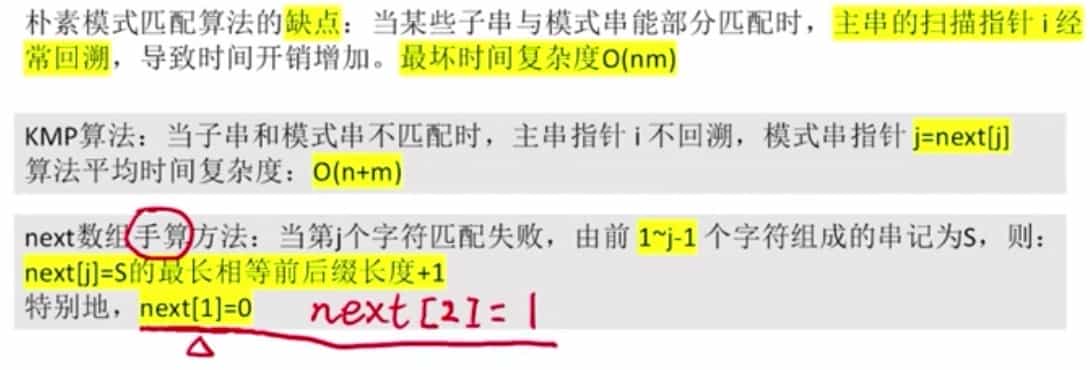 朴素模式匹配算法的缺点：当某些子串与模式串能部分匹配时，主串的扫描指针 i 经
常回溯，导致时间开销增加。最坏时间复杂度O(nm)
KMP算法：当子串和模式串不匹配时，主串指针 i 不回溯，模式串指针 j=next[j]
算法平均时间复杂度：O(n+m)
next数组手算方法：当第j个字符匹配失败，由前 1~j-1 个字符组成的串记为S，则：
next[j]=S的最长相等前后缀长度+1
特别地，next[1]=0 next[2]=1